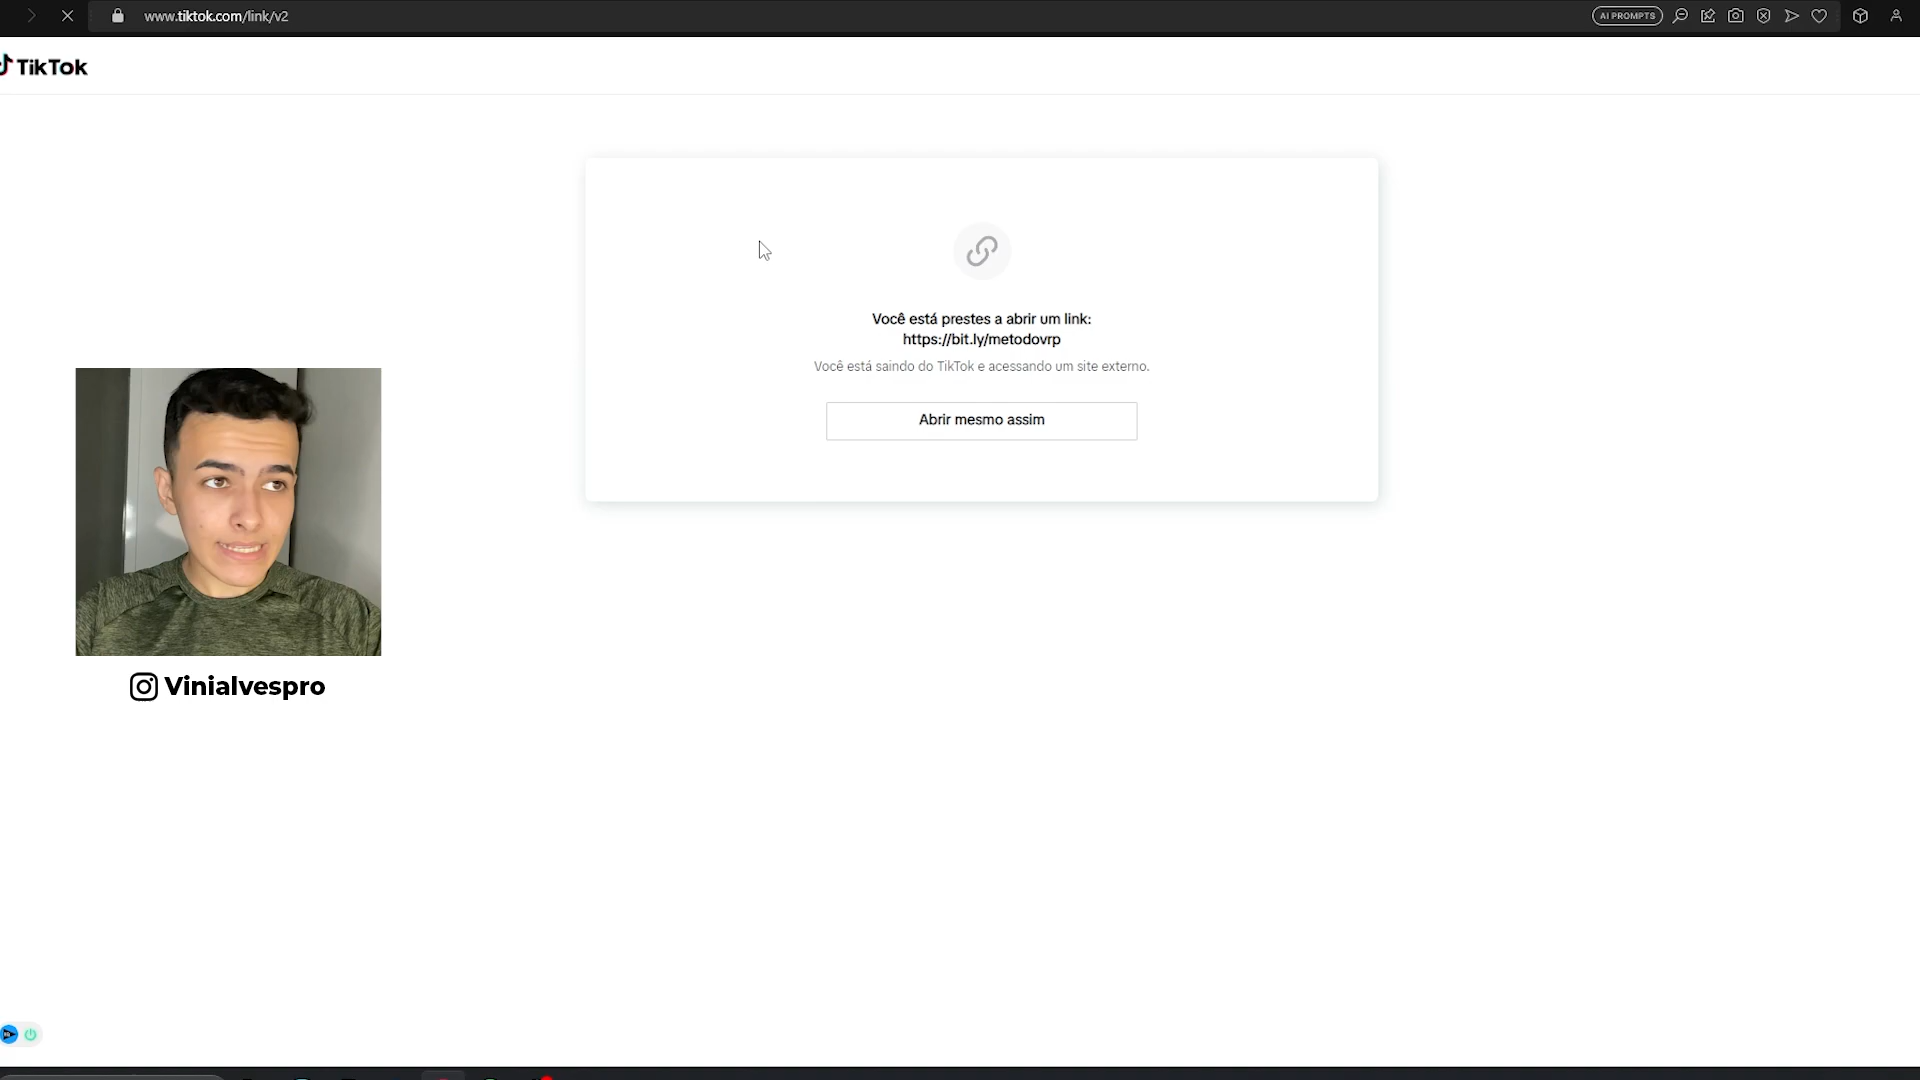 www.tiktok.com/link/v2
AI PROMPTS
TikTok
Você está prestes a abrir um link:
https://bit.ly/metodovrp
Você está saindo do TikTok e acessando um site externo.
Abrir mesmo assim
Vinialvespro